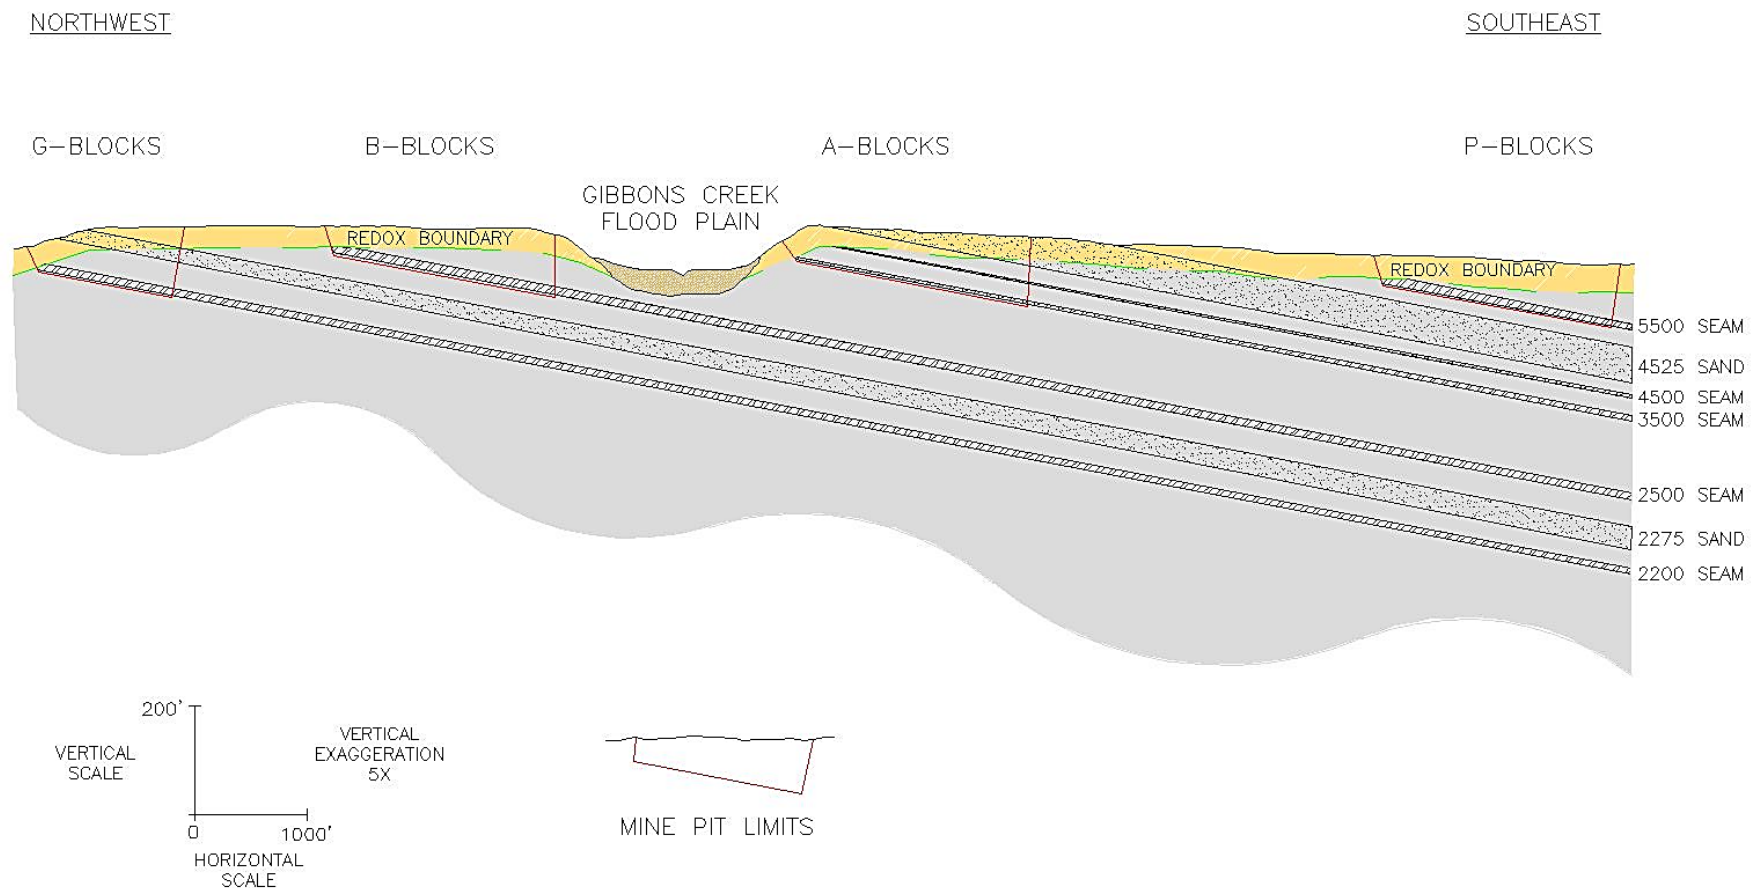 NORTHWEST
SOUTHEAST
G-BLOCKS
B-BLOCKS
A-BLOCKS
P-BLOCKS
GIBBONS CREEK
FLOOD PLAIN
REDOX BOUNDARY
REDOX BOUNDARY
5500 SEAM
4525 SAND
4500 SEAM
3500 SEAM
2500 SEAM
2275 SAND
2200 SEAM
200'
VERTICAL
SCALE
VERTICAL
EXAGGERATION
5X
0
1000'
HORIZONTAL
SCALE
MINE PIT LIMITS